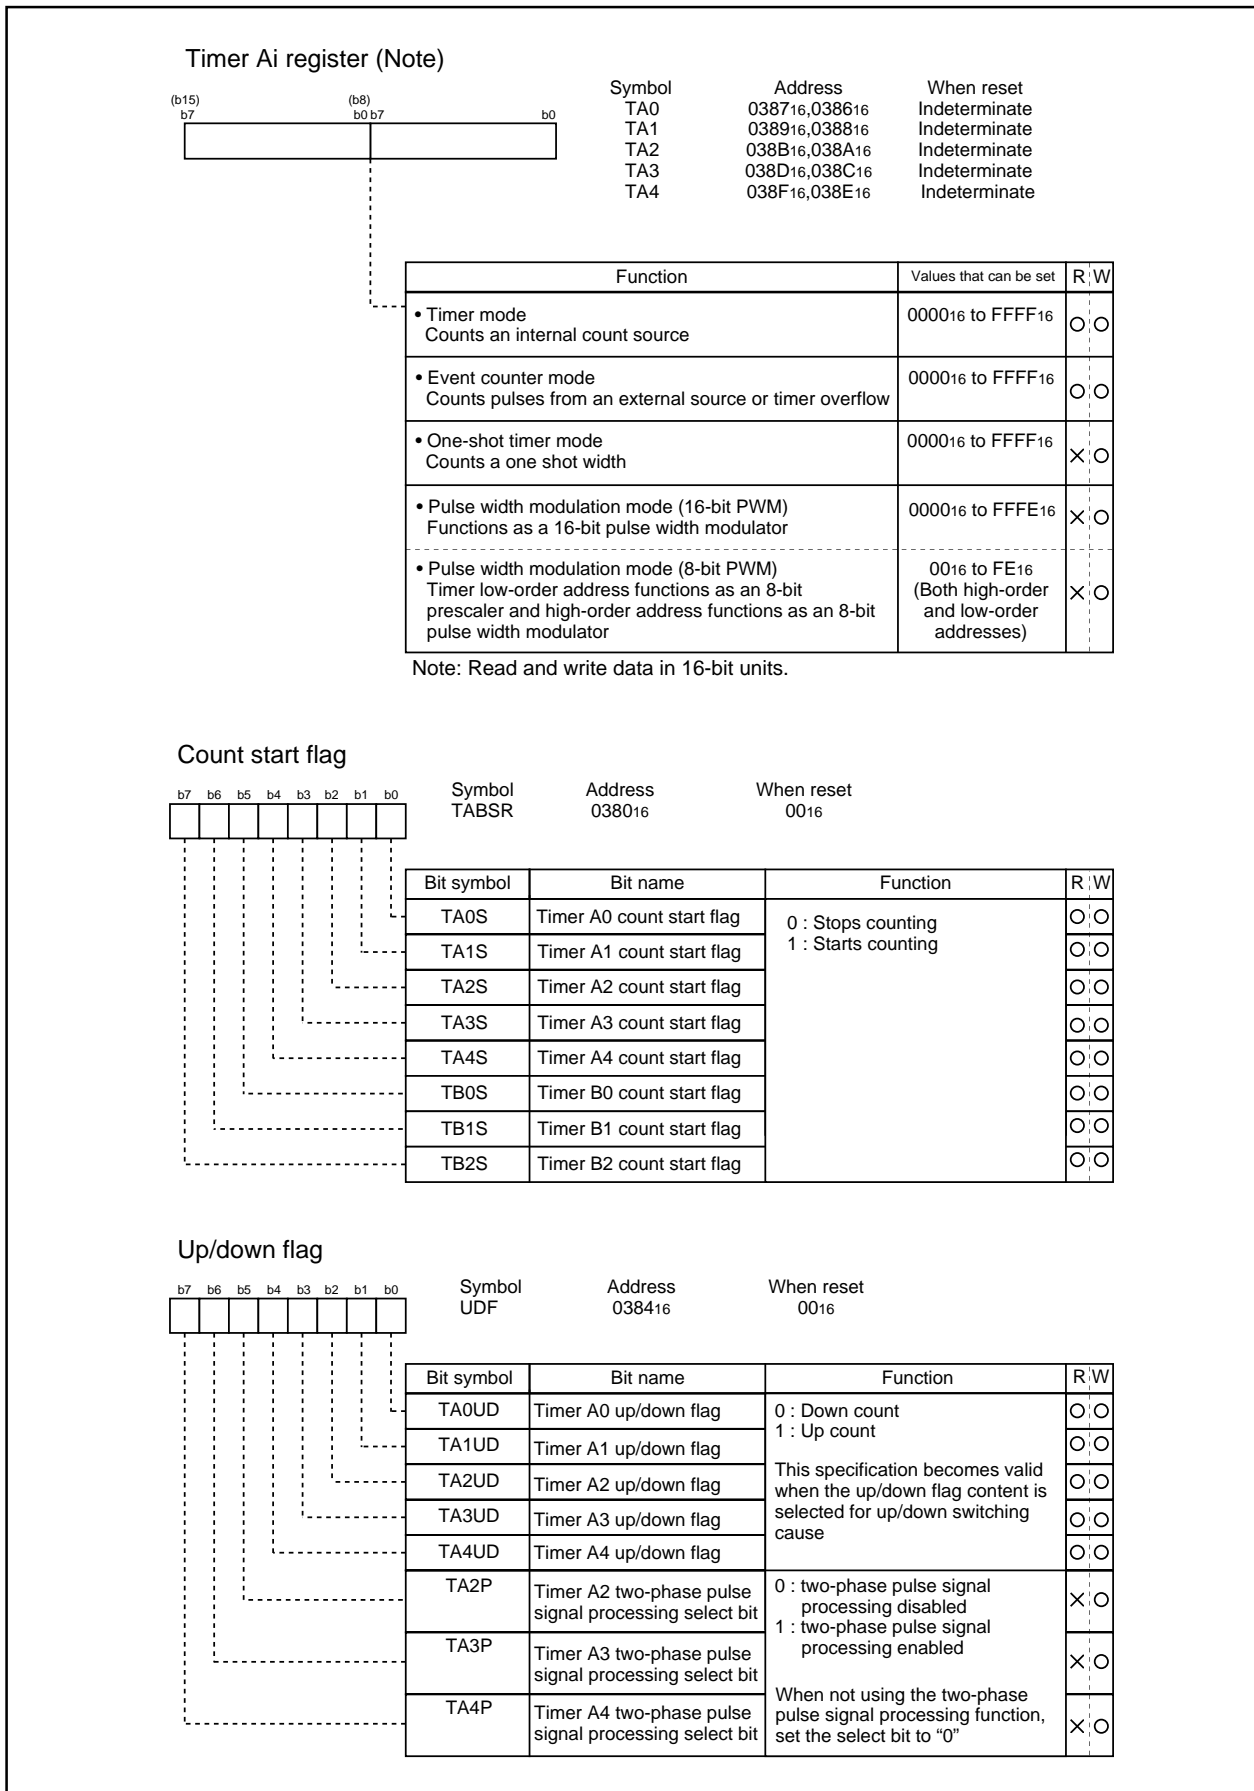 Timer Ai register (Note)
Symbol Address When reset
(b15) (b8)
b7 b0 b7 b0
TA0 038716,038616 Indeterminate
TA1 038916,038816 Indeterminate
TA2 038B16,038A16 Indeterminate
TA3 038D16,038C16 Indeterminate
TA4 038F16,038E16 Indeterminate
Function Values that can be set R W
• Timer mode 000016 to FFFF16
Counts an internal count source
• Event counter mode 000016 to FFFF16
Counts pulses from an external source or timer overflow
• One-shot timer mode 000016 to FFFF16
Counts a one shot width
• Pulse width modulation mode (16-bit PWM) 000016 to FFFE16
Functions as a 16-bit pulse width modulator
• Pulse width modulation mode (8-bit PWM) 0016 to FE16
Timer low-order address functions as an 8-bit (Both high-order
prescaler and high-order address functions as an 8-bit and low-order
pulse width modulator addresses)
Note: Read and write data in 16-bit units.
Count start flag
Symbol Address When reset
b7 b6 b5 b4 b3 b2 b1 b0
TABSR 038016 0016
Bit symbol Bit name Function R W
TA0S Timer A0 count start flag 0 : Stops counting
1 : Starts counting
TA1S Timer A1 count start flag
TA2S Timer A2 count start flag
TA3S Timer A3 count start flag
TA4S Timer A4 count start flag
TB0S Timer B0 count start flag
TB1S Timer B1 count start flag
TB2S Timer B2 count start flag
Up/down flag
Symbol Address When reset
b7 b6 b5 b4 b3 b2 b1 b0
UDF 038416 0016
Bit symbol Bit name Function R W
TA0UD Timer A0 up/down flag 0 : Down count
1 : Up count
TA1UD Timer A1 up/down flag
This specification becomes valid
TA2UD Timer A2 up/down flag when the up/down flag content is
selected for up/down switching
TA3UD Timer A3 up/down flag cause
TA4UD Timer A4 up/down flag
TA2P Timer A2 two-phase pulse 0 : two-phase pulse signal
signal processing select bit processing disabled
1 : two-phase pulse signal
TA3P Timer A3 two-phase pulse processing enabled
signal processing select bit
When not using the two-phase
TA4P Timer A4 two-phase pulse pulse signal processing function,
signal processing select bit set the select bit to “0”